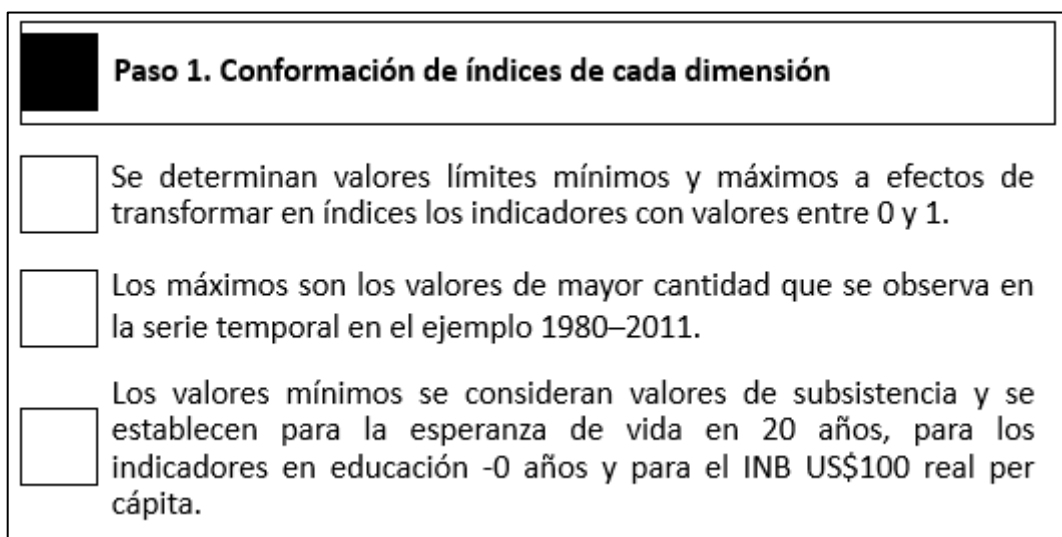 Paso 1. Conformación de índices de cada dimensión
Se determinan valores límites mínimos y máximos a efectos de
transformar en índices los indicadores con valores entre 0 y 1.
Los máximos son los valores de mayor cantidad que se observa en
la serie temporal en el ejemplo 1980–2011.
Los valores mínimos se consideran valores de subsistencia y se
establecen para la esperanza de vida en 20 años, para los
indicadores en educación -0 años y para el INB US$100 real per
cápita.